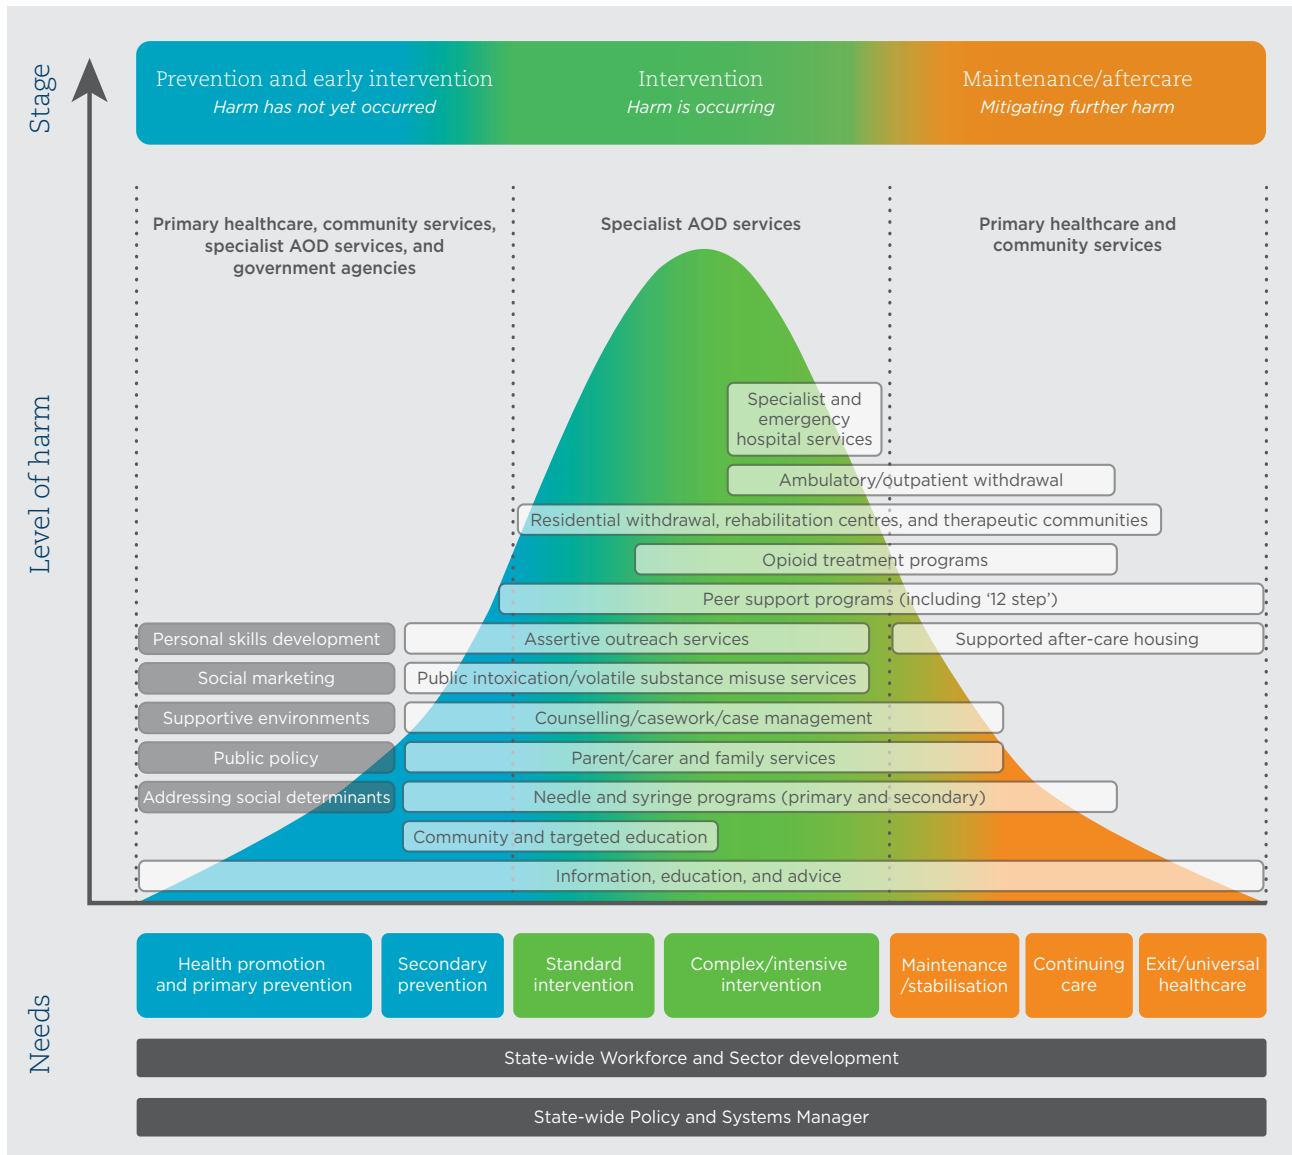 Stage
Prevention and early intervention
Harm has not yet occurred
Intervention
Harm is occurring
Maintenance/aftercare
Mitigating further harm
Primary healthcare, community services,
specialist AOD services, and
government agencies
Specialist AOD services
Primary healthcare and
community services
Level of harm
Specialist and
emergency
hospital services
Ambulatory/outpatient withdrawal
Residential withdrawal, rehabilitation centres, and therapeutic communities
Opioid treatment programs
Peer support programs (including ‘12 step’)
Personal skills development
Assertive outreach services
Supported after-care housing
Social marketing
Public intoxication/volatile substance misuse services
Supportive environments
Counselling/casework/case management
Public policy
Parent/carer and family services
Addressing social determinants
Needle and syringe programs (primary and secondary)
Community and targeted education
Information, education, and advice
Needs
Health promotion
and primary prevention
Secondary
prevention
Standard
intervention
Complex/intensive
intervention
Maintenance
/stabilisation
Continuing
care
Exit/universal
healthcare
State-wide Workforce and Sector development
State-wide Policy and Systems Manager